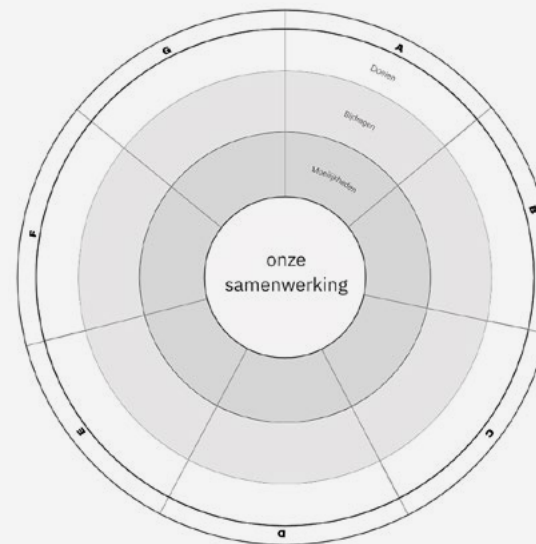 A
Doelen
Bijdragen
Moeilijkheden
onze
samenwerking
B
C
D
E
F
G